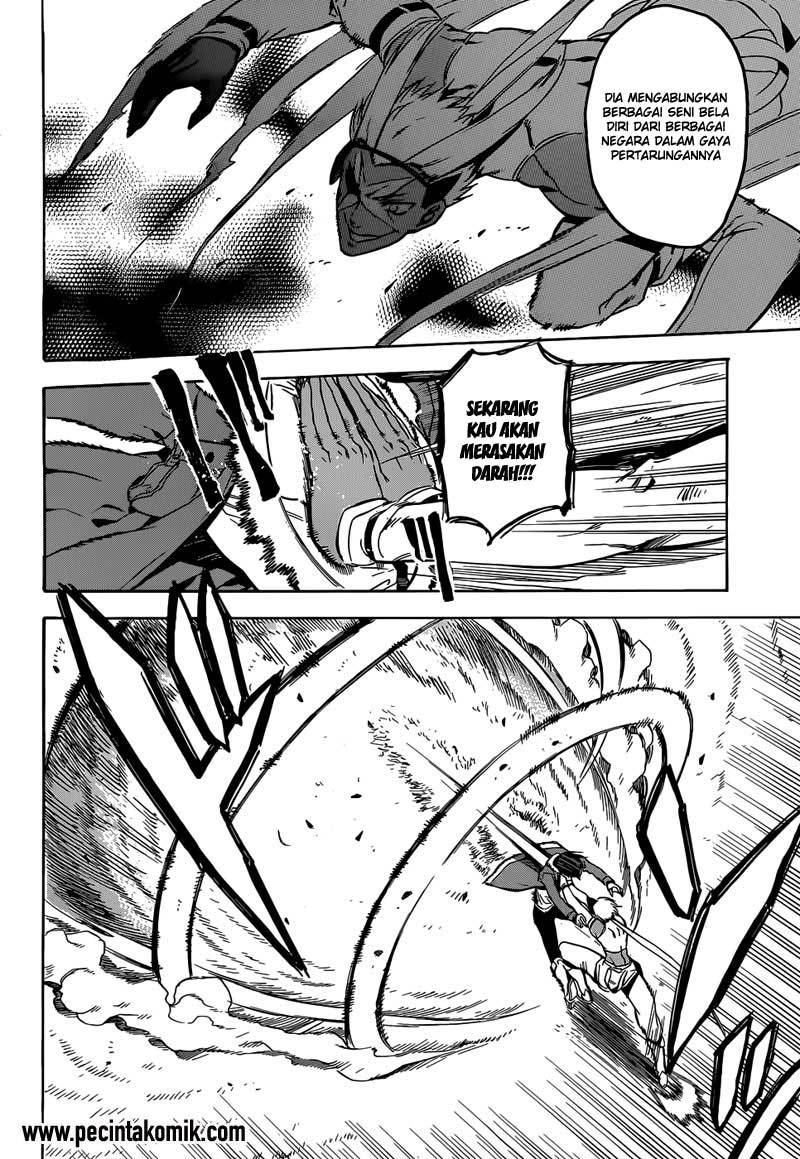 DIA MENGABUNGKAN
BERBAGAI SENI BELA
DIRI DARI BERBAGAI
NEGARA DALAM GAYA
PERTARUNGANNYA
SEKARANG
KAU AKAN
MERASAKAN
DARAH!!!
www.pecintakomik.com